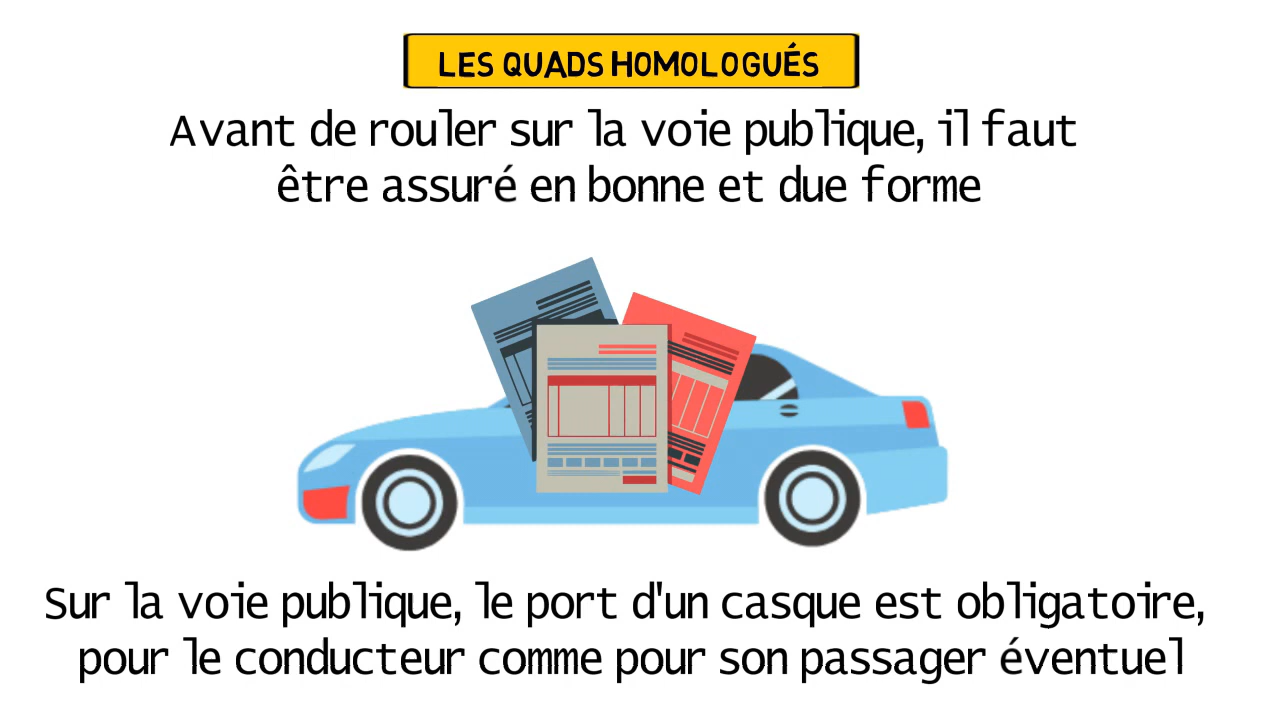 LES QUADS HOMOLOGUÉS
Avant de rouler sur la voie publique, il faut
être assuré en bonne et due forme
Sur la voie publique, le port d'un casque est obligatoire,
pour le conducteur comme pour son passager éventuel